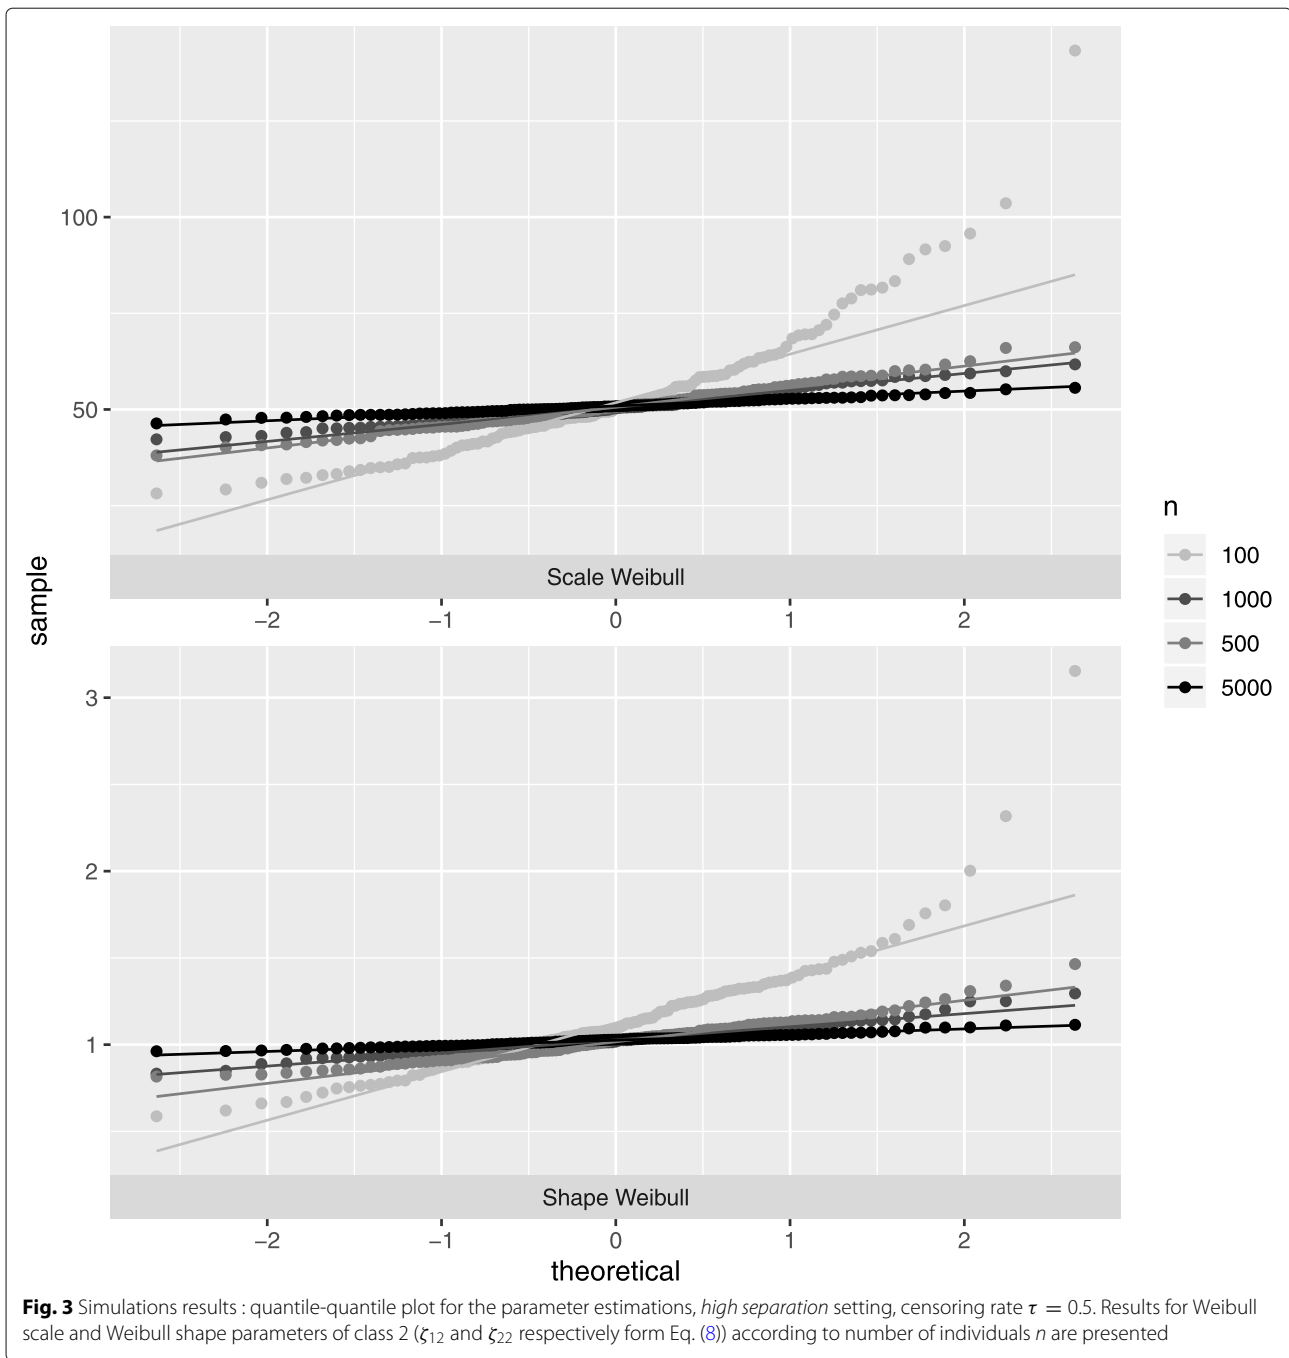 100
50
Scale Weibull
−2 −1 0 1 2
sample
3
2
1
Shape Weibull
−2 −1 0 1 2
theoretical
n
100
1000
500
5000
Fig. 3 Simulations results : quantile-quantile plot for the parameter estimations, high separation setting, censoring rate τ = 0.5. Results for Weibull
scale and Weibull shape parameters of class 2 (ζ12 and ζ22 respectively form Eq. (8)) according to number of individuals n are presented